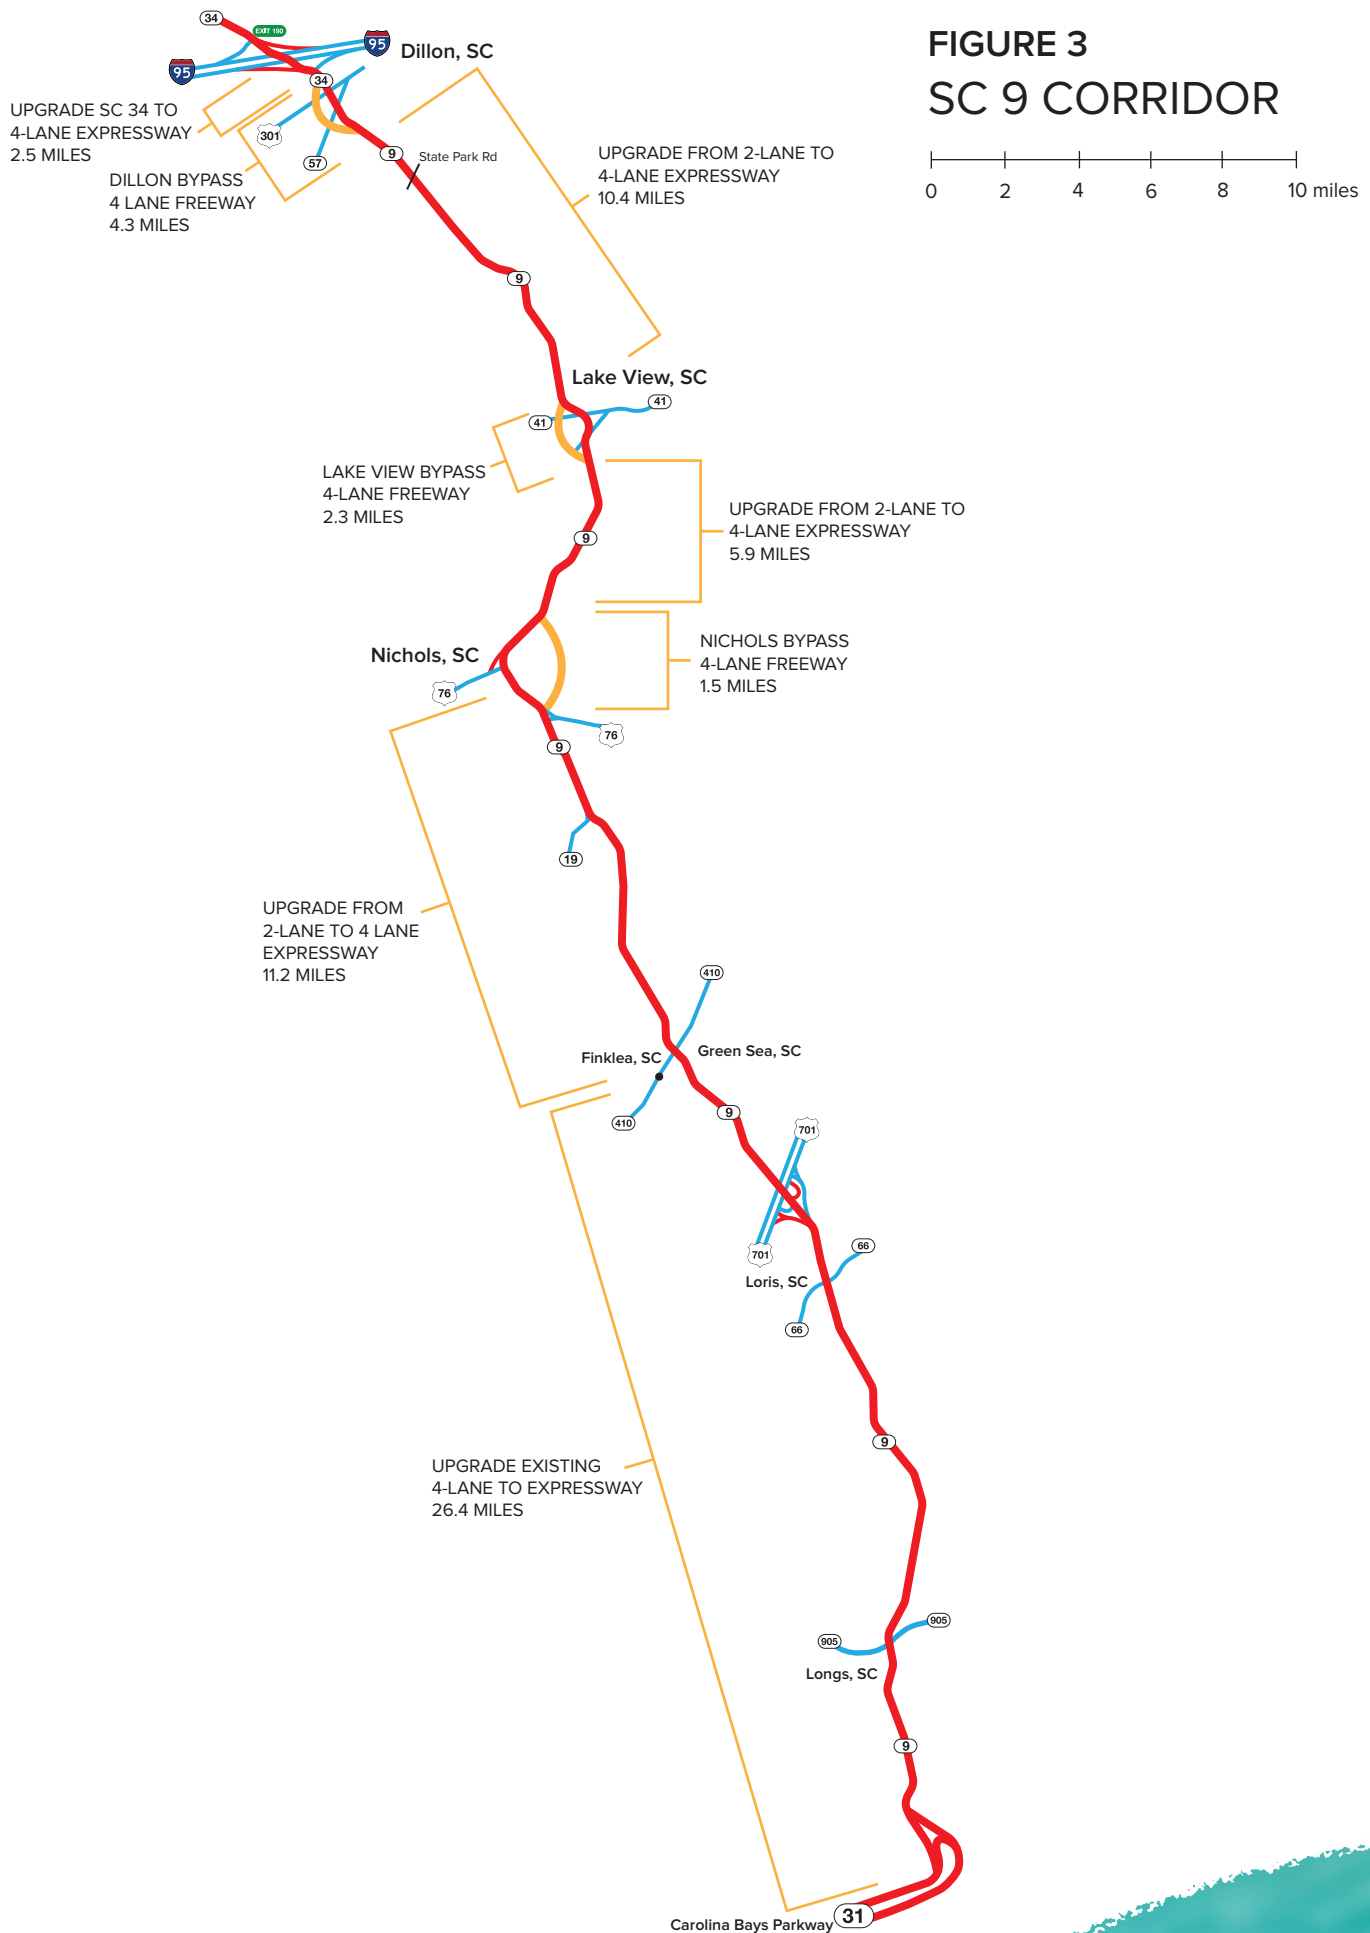 FIGURE 3
SC 9 CORRIDOR
0 2 4 6 8 10 miles
34
EXIT 190
95
95
Dillon, SC
34
UPGRADE SC 34 TO
4-LANE EXPRESSWAY
2.5 MILES
301
57
DILLON BYPASS
4 LANE FREEWAY
4.3 MILES
9
State Park Rd
UPGRADE FROM 2-LANE TO
4-LANE EXPRESSWAY
10.4 MILES
9
Lake View, SC
41
41
LAKE VIEW BYPASS
4-LANE FREEWAY
2.3 MILES
UPGRADE FROM 2-LANE TO
4-LANE EXPRESSWAY
5.9 MILES
9
Nichols, SC
NICHOLS BYPASS
4-LANE FREEWAY
1.5 MILES
76
76
9
19
UPGRADE FROM
2-LANE TO 4 LANE
EXPRESSWAY
11.2 MILES
410
Finklea, SC
Green Sea, SC
410
9
701
701
Loris, SC
66
66
9
UPGRADE EXISTING
4-LANE TO EXPRESSWAY
26.4 MILES
905
905
Longs, SC
9
Carolina Bays Parkway
31